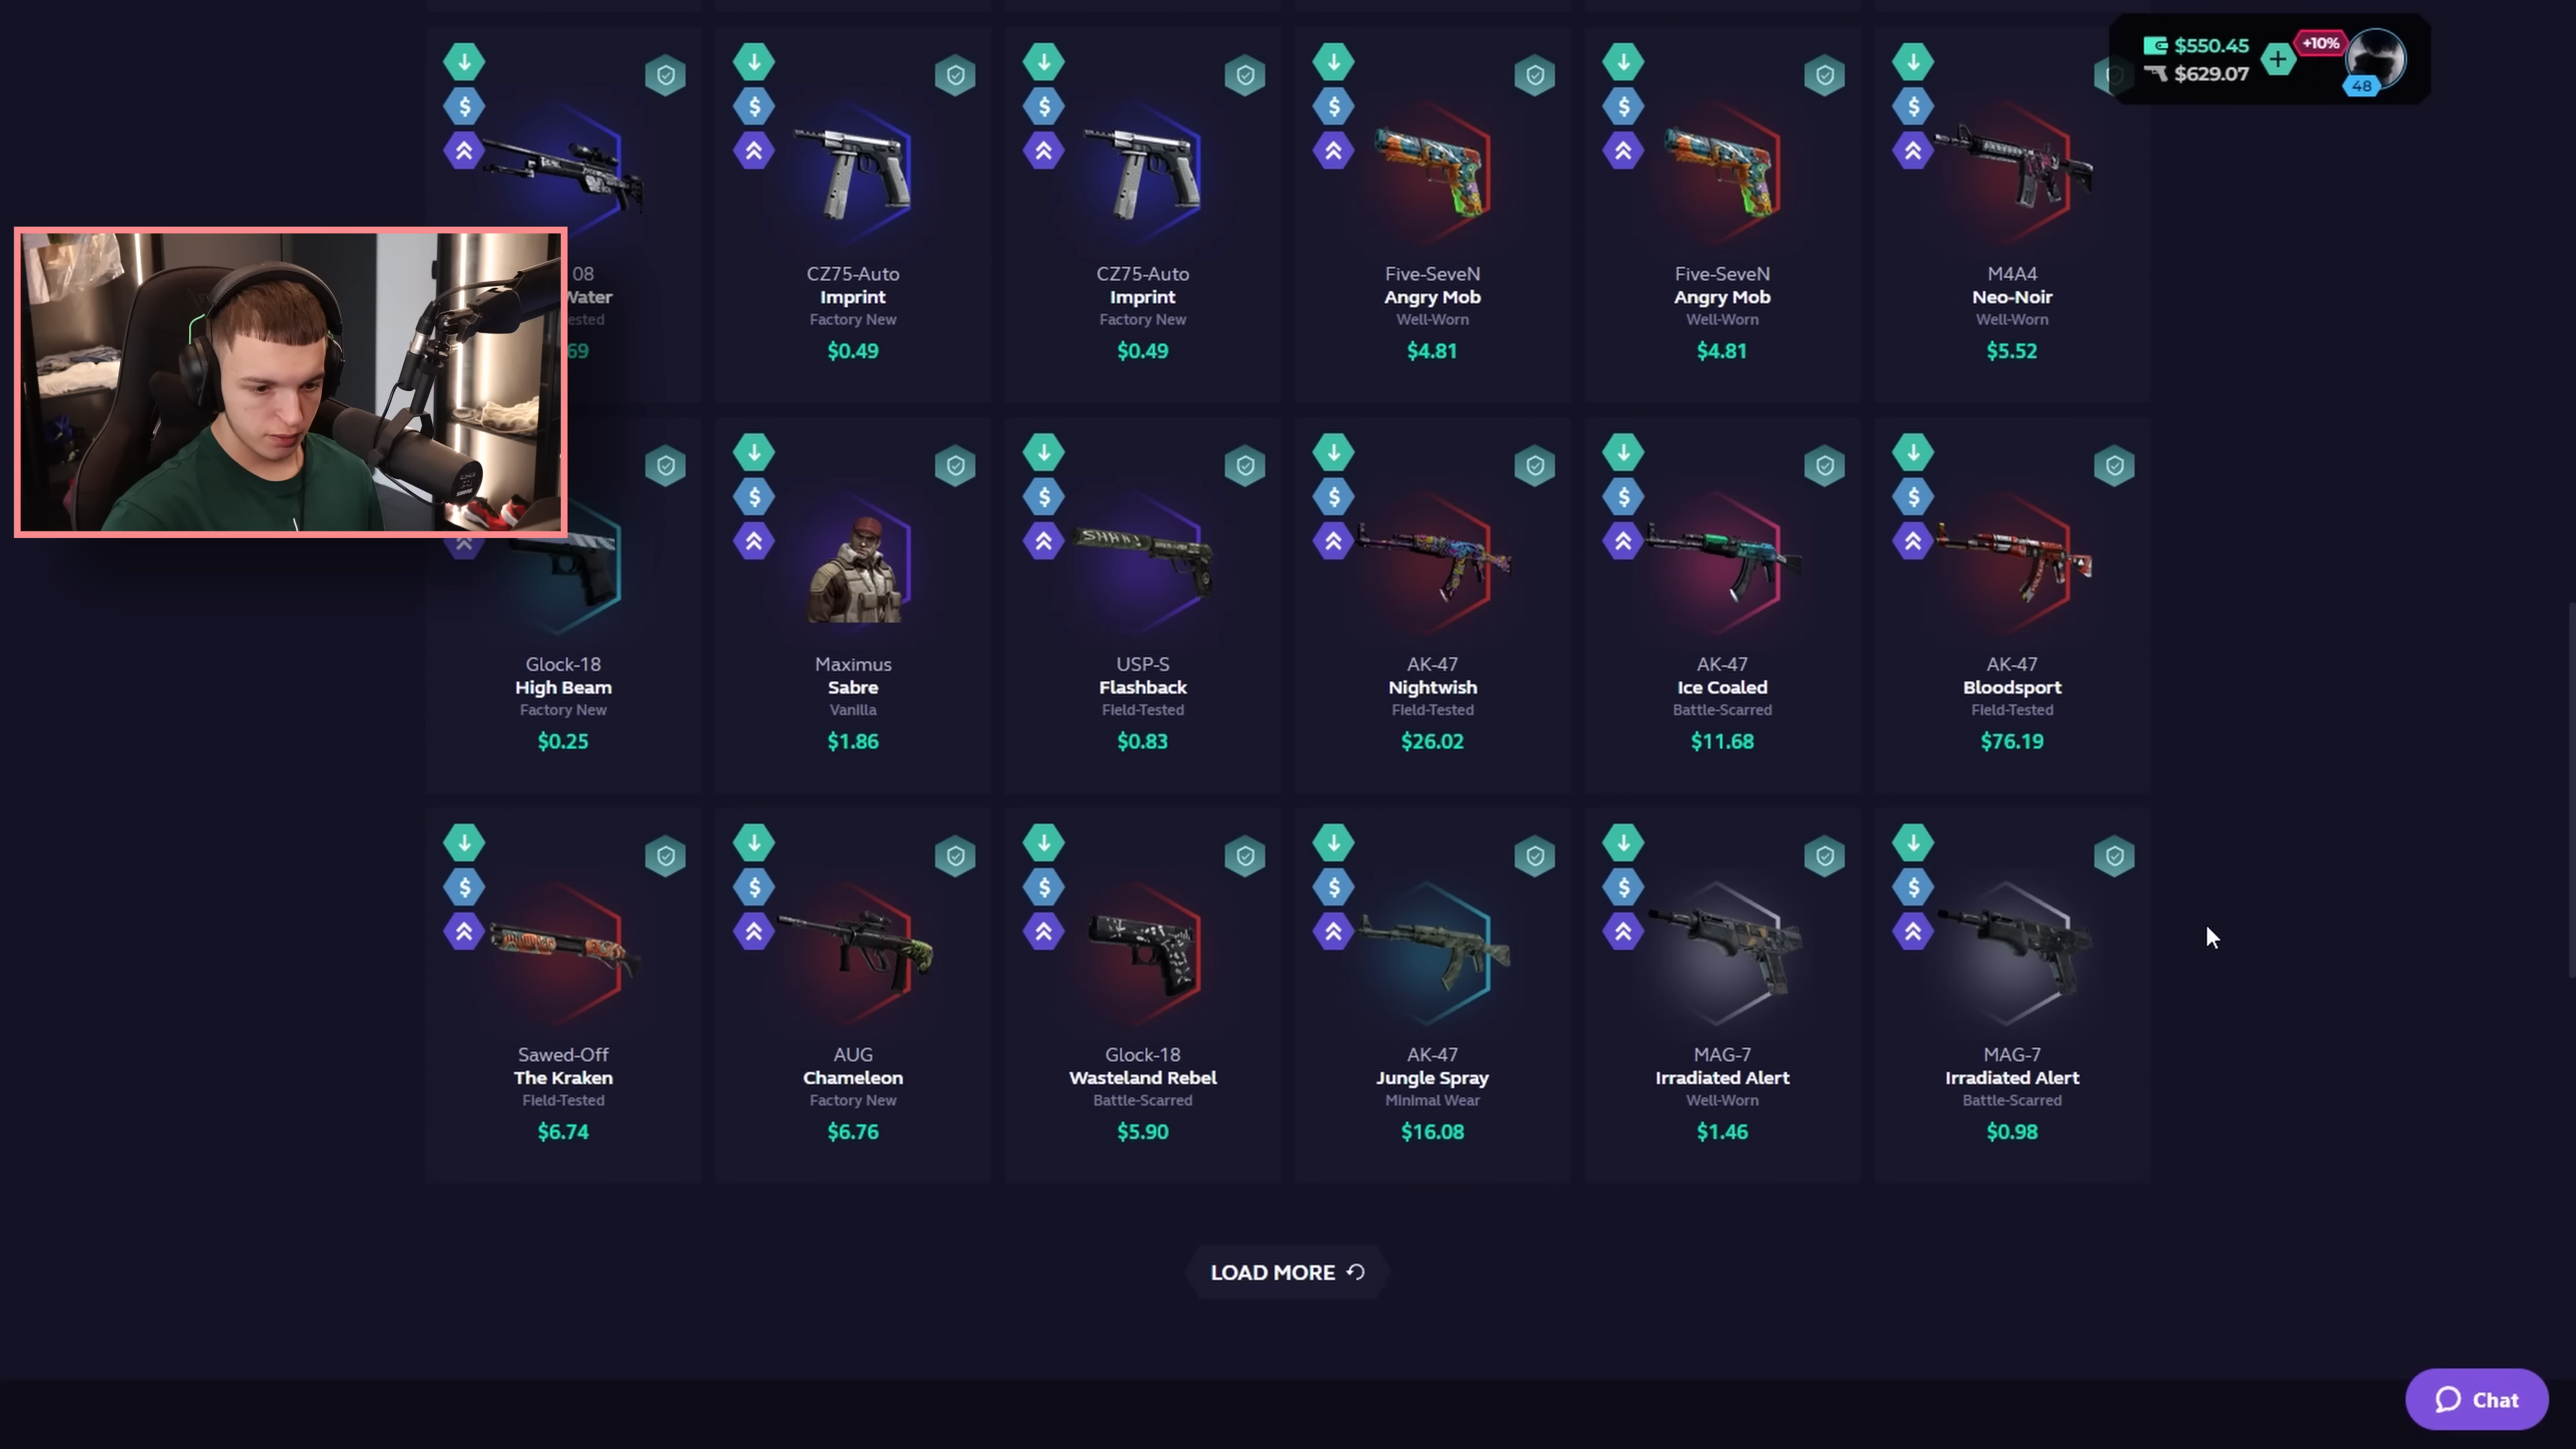 $550.45
+10%
$629.07
48
08
Water
69
CZ75-Auto
Imprint
Factory New
$0.49
CZ75-Auto
Imprint
Factory New
$0.49
Five-SeveN
Angry Mob
Well-Worn
$4.81
Five-SeveN
Angry Mob
Well-Worn
$4.81
M4A4
Neo-Noir
Well-Worn
$5.52
Glock-18
High Beam
Factory New
$0.25
Maximus
Sabre
Vanilla
$1.86
USP-S
Flashback
Field-Tested
$0.83
AK-47
Nightwish
Field-Tested
$26.02
AK-47
Ice Coaled
Battle-Scarred
$11.68
AK-47
Bloodsport
Field-Tested
$76.19
Sawed-Off
The Kraken
Field-Tested
$6.74
AUG
Chameleon
Factory New
$6.76
Glock-18
Wasteland Rebel
Battle-Scarred
$5.90
AK-47
Jungle Spray
Minimal Wear
$16.08
MAG-7
Irradiated Alert
Well-Worn
$1.46
MAG-7
Irradiated Alert
Battle-Scarred
$0.98
LOAD MORE
Chat